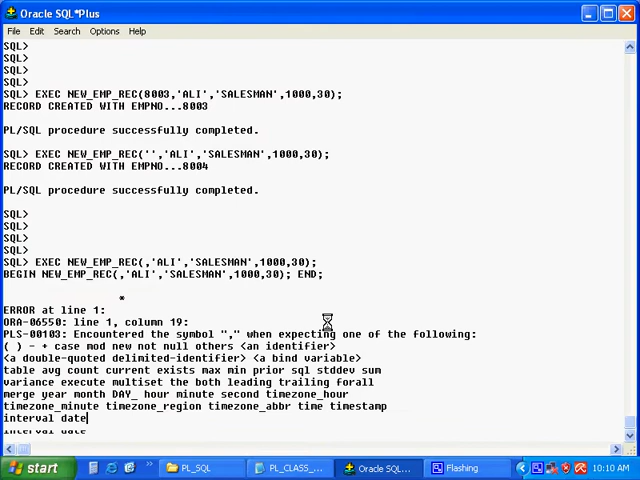 Oracle SQL*Plus
File Edit Search Options Help
SQL>
SQL>
SQL>
SQL>
SQL> EXEC NEW_EMP_REC(8003,'ALI','SALESMAN',1000,30);
RECORD CREATED WITH EMPNO...8003
PL/SQL procedure successfully completed.
SQL> EXEC NEW_EMP_REC('','ALI','SALESMAN',1000,30);
RECORD CREATED WITH EMPNO...8004
PL/SQL procedure successfully completed.
SQL>
SQL>
SQL>
SQL>
SQL> EXEC NEW_EMP_REC(,'ALI','SALESMAN',1000,30);
BEGIN NEW_EMP_REC(,'ALI','SALESMAN',1000,30); END;
*
ERROR at line 1:
ORA-06550: line 1, column 19:
PLS-00103: Encountered the symbol "," when expecting one of the following:
( ) - + case mod new not null others <an identifier>
<a double-quoted delimited-identifier> <a bind variable>
table avg count current exists max min prior sql stddev sum
variance execute multiset the both leading trailing forall
merge year month DAY_ hour minute second timezone_hour
timezone_minute timezone_region timezone_abbr time timestamp
interval date
interval date
start PL_SQL PL_CLASS_... Oracle SQL... Flashing 10:10 AM